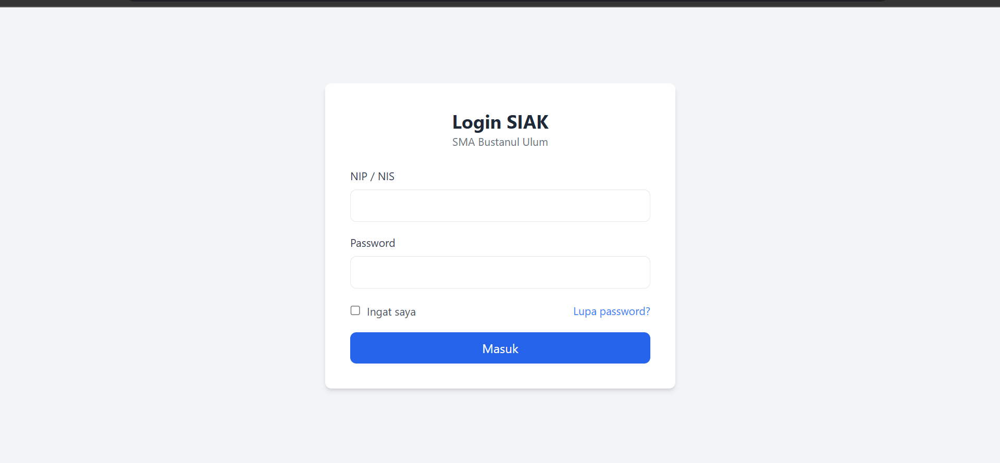 Login SIAK
SMA Bustanul Ulum
NIP / NIS
Password
Ingat saya
Lupa password?
Masuk